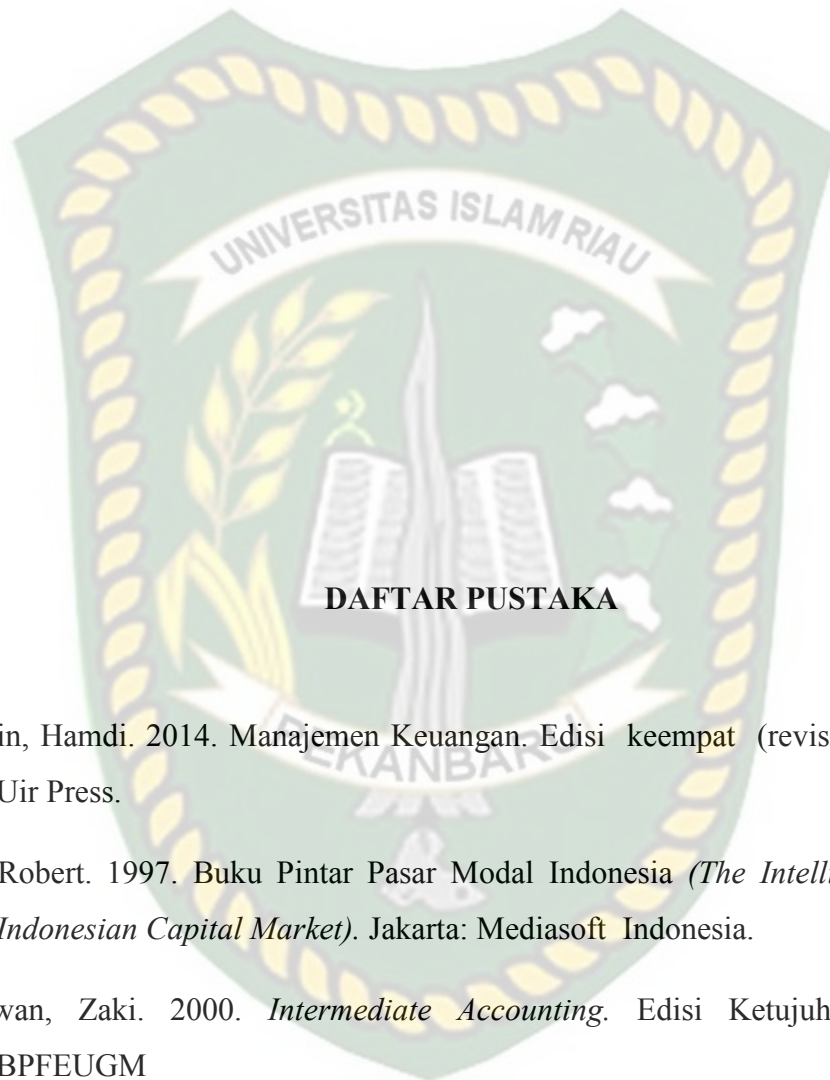 UNIVERSITAS ISLAM RIAU
DAFTAR PUSTAKA
in, Hamdi. 2014. Manajemen Keuangan. Edisi keempat (revis
PEKANBARU
Uir Press.
Robert. 1997. Buku Pintar Pasar Modal Indonesia (The Intelli
Indonesian Capital Market). Jakarta: Mediasoft Indonesia.
wan, Zaki. 2000. Intermediate Accounting. Edisi Ketujuh
BPFEUGM